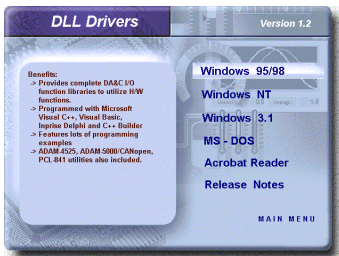 DLL Drivers
Version 1.2
Benefits:
-> Provides complete DA&C I/O
function libraries to utilize H/W
functions.
-> Programmed with Microsoft
Visual C++, Visual Basic,
Inprise Delphi and C++ Builder
-> Features lots of programming
examples
-> ADAM-4525, ADAM-5000/CANopen,
PCL-841 utilities also included.
Windows 95/98
Windows NT
Windows 3.1
MS - DOS
Acrobat Reader
Release Notes
MAIN MENU